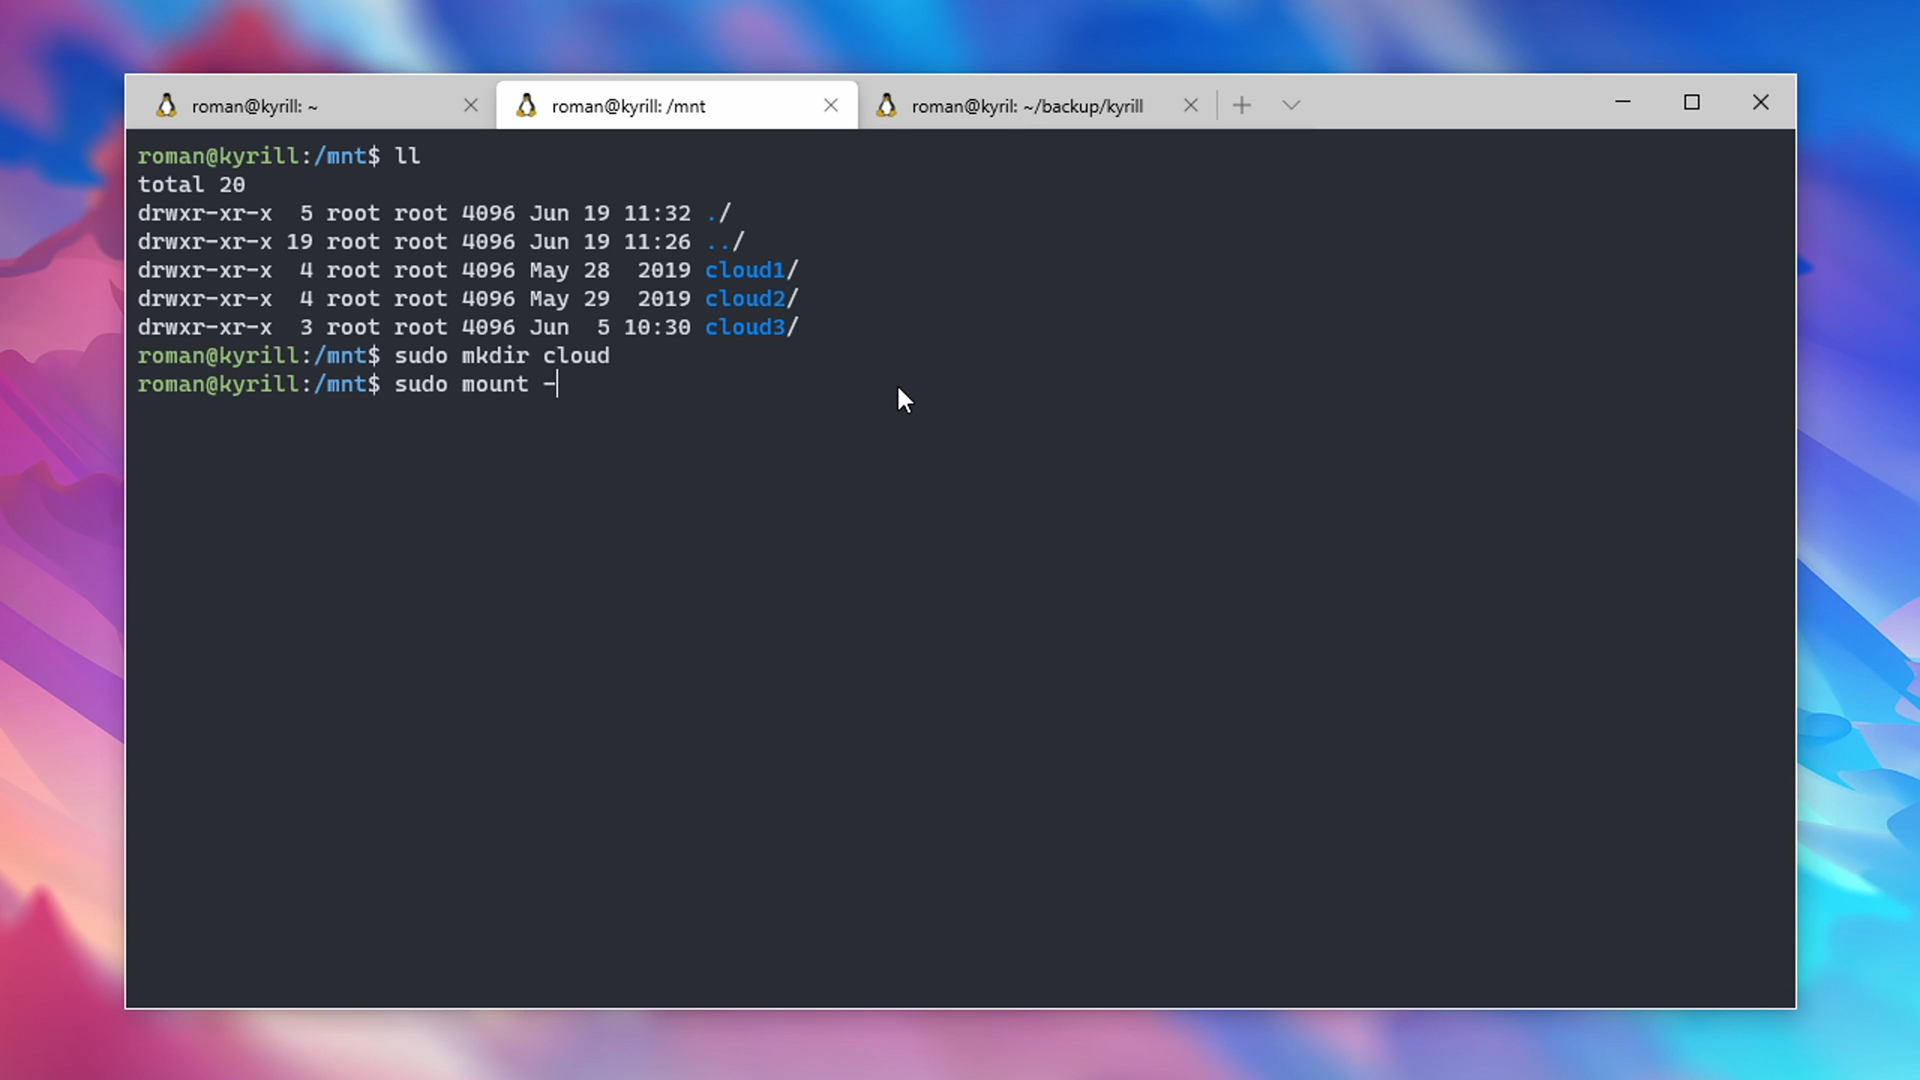 roman@kyrill: ~
roman@kyrill: /mnt
roman@kyril: ~/backup/kyrill
roman@kyrill:/mnt$ ll
total 20
drwxr-xr-x  5 root root 4096 Jun 19 11:32 ./
drwxr-xr-x 19 root root 4096 Jun 19 11:26 ../
drwxr-xr-x  4 root root 4096 May 28  2019 cloud1/
drwxr-xr-x  4 root root 4096 May 29  2019 cloud2/
drwxr-xr-x  3 root root 4096 Jun  5 10:30 cloud3/
roman@kyrill:/mnt$ sudo mkdir cloud
roman@kyrill:/mnt$ sudo mount -